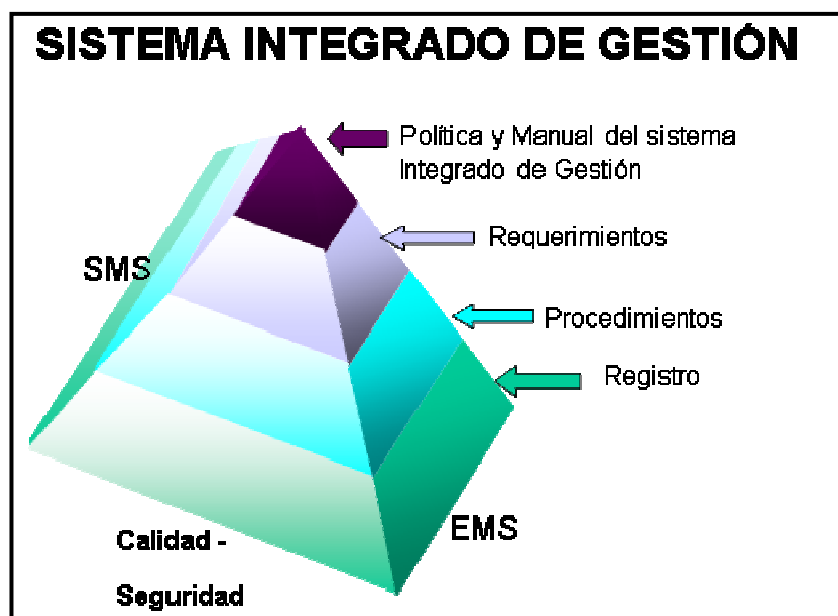 SISTEMA INTEGRADO DE GESTIÓN
Política y Manual del sistema
Integrado de Gestión
Requerimientos
SMS
Procedimientos
Registro
EMS
Calidad -
Seguridad